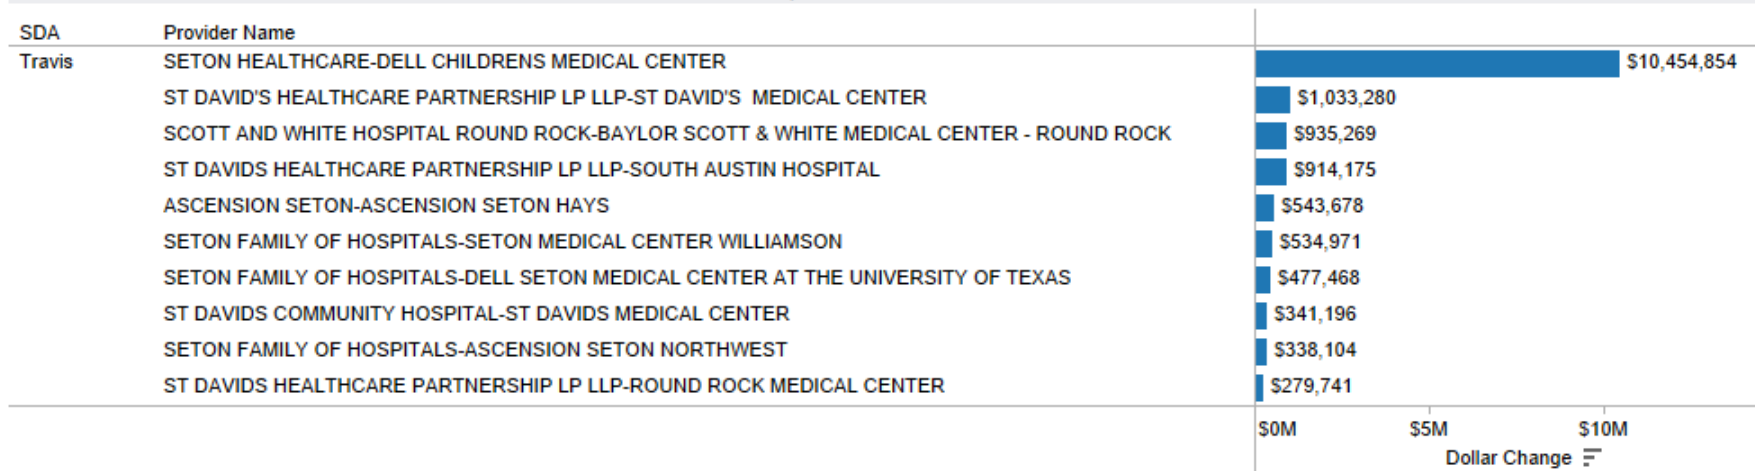 SDA Provider Name
Travis SETON HEALTHCARE-DELL CHILDRENS MEDICAL CENTER $10,454,854
ST DAVID'S HEALTHCARE PARTNERSHIP LP LLP-ST DAVID'S  MEDICAL CENTER $1,033,280
SCOTT AND WHITE HOSPITAL ROUND ROCK-BAYLOR SCOTT & WHITE MEDICAL CENTER - ROUND ROCK $935,269
ST DAVIDS HEALTHCARE PARTNERSHIP LP LLP-SOUTH AUSTIN HOSPITAL $914,175
ASCENSION SETON-ASCENSION SETON HAYS $543,678
SETON FAMILY OF HOSPITALS-SETON MEDICAL CENTER WILLIAMSON $534,971
SETON FAMILY OF HOSPITALS-DELL SETON MEDICAL CENTER AT THE UNIVERSITY OF TEXAS $477,468
ST DAVIDS COMMUNITY HOSPITAL-ST DAVIDS MEDICAL CENTER $341,196
SETON FAMILY OF HOSPITALS-ASCENSION SETON NORTHWEST $338,104
ST DAVIDS HEALTHCARE PARTNERSHIP LP LLP-ROUND ROCK MEDICAL CENTER $279,741
$0M $5M $10M
Dollar Change